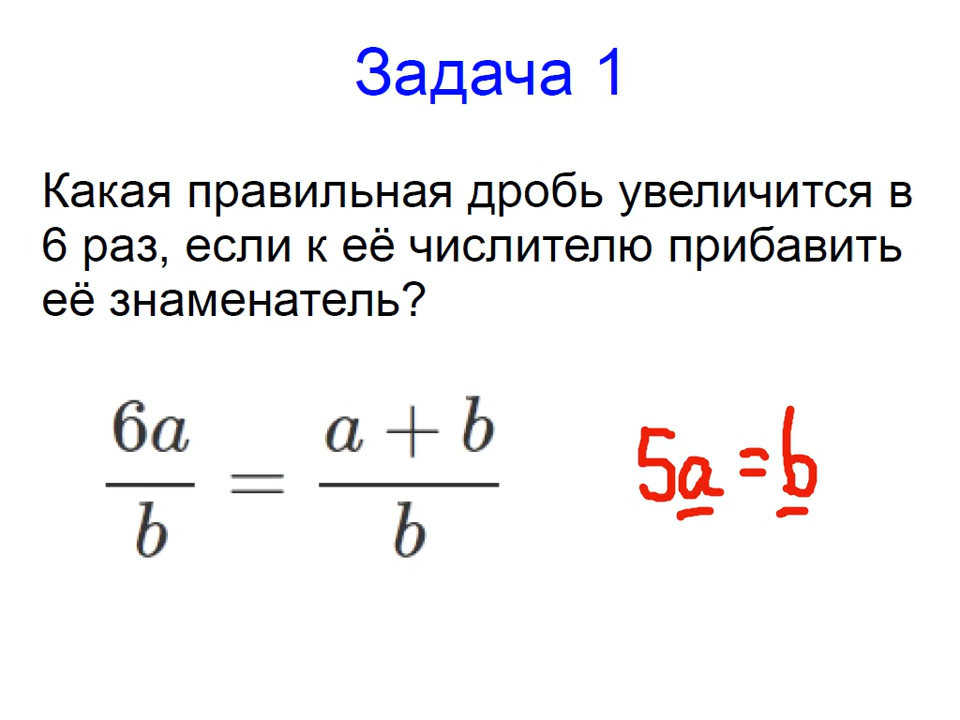 Задача 1
Какая правильная дробь увеличится в
6 раз, если к её числителю прибавить
её знаменатель?
6a/b = (a + b)/b
5a = b